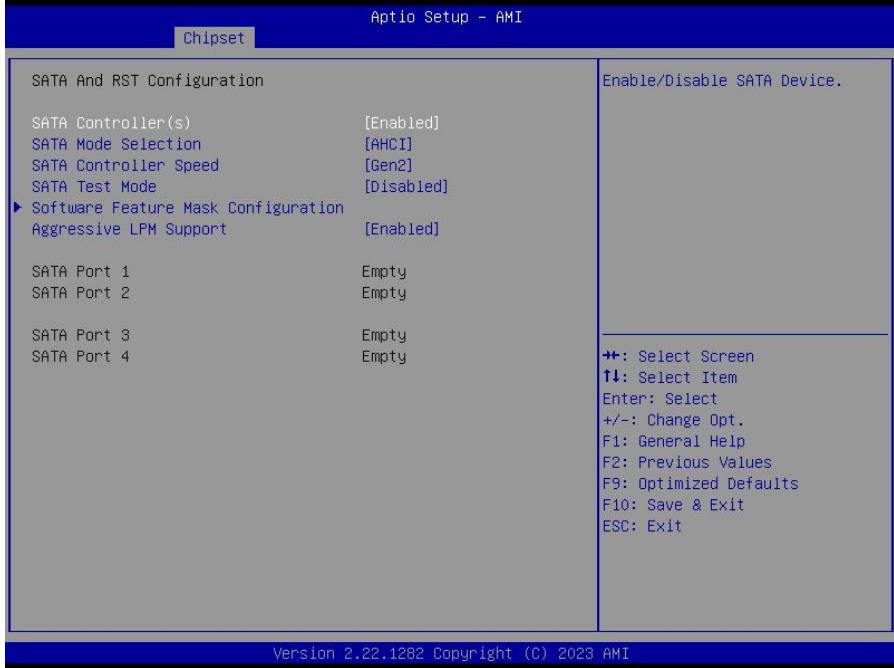 Aptio Setup – AMI
Chipset
SATA And RST Configuration
SATA Controller(s) [Enabled]
SATA Mode Selection [AHCI]
SATA Controller Speed [Gen2]
SATA Test Mode [Disabled]
Software Feature Mask Configuration
Aggressive LPM Support [Enabled]
SATA Port 1 Empty
SATA Port 2 Empty
SATA Port 3 Empty
SATA Port 4 Empty
Enable/Disable SATA Device.
→←: Select Screen
↑↓: Select Item
Enter: Select
+/-: Change Opt.
F1: General Help
F2: Previous Values
F9: Optimized Defaults
F10: Save & Exit
ESC: Exit
Version 2.22.1282 Copyright (C) 2023 AMI